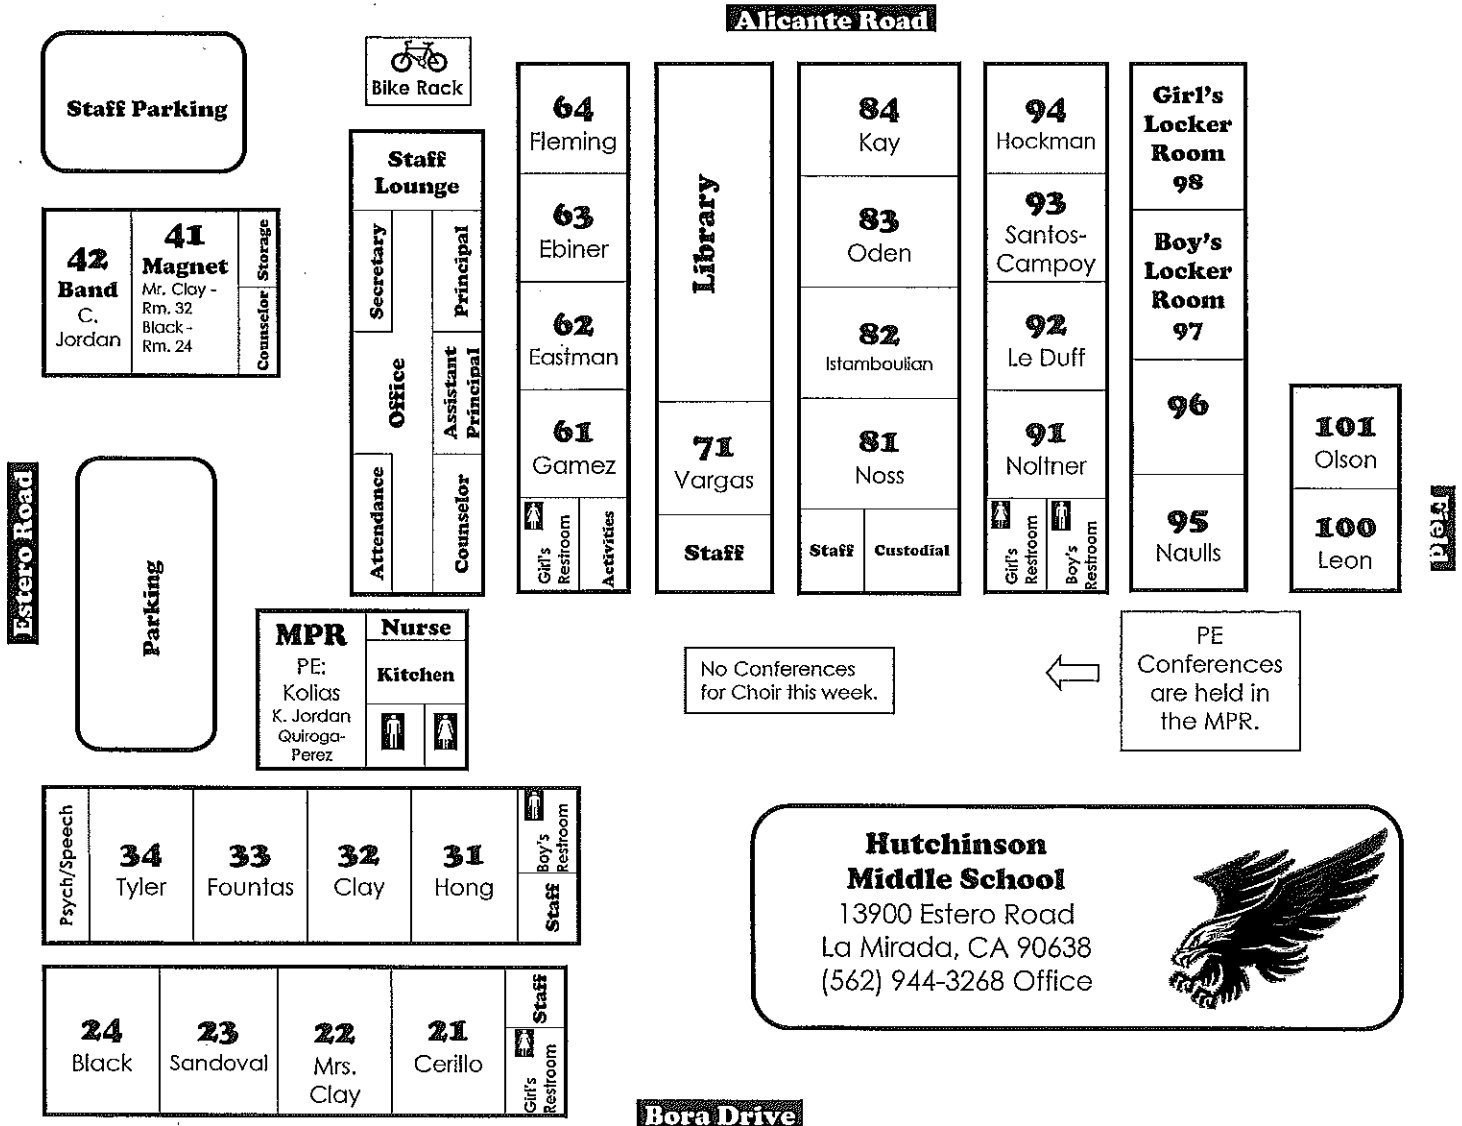 Alicante Road
Staff Parking
Bike Rack
42
Band
C.
Jordan
41
Magnet
Mr. Clay -
Rm. 32
Black -
Rm. 24
Storage
Counselor
Staff
Lounge
Secretary
Principal
Office
Assistant
Principal
Attendance
Counselor
64
Fleming
63
Ebiner
62
Eastman
61
Gamez
Girl's
Restroom
Activities
Library
71
Vargas
Staff
84
Kay
83
Oden
82
Istamboulian
81
Noss
Staff
Custodial
94
Hockman
93
Santos-
Campoy
92
Le Duff
91
Noltner
Girl's
Restroom
Boy's
Restroom
Girl's
Locker
Room
98
Boy's
Locker
Room
97
96
95
Naulls
101
Olson
100
Leon
Estero Road
Parking
MPR
PE:
Kolias
K. Jordan
Quiroga-
Perez
Nurse
Kitchen
No Conferences
for Choir this week.
PE
Conferences
are held in
the MPR.
Psych/Speech
34
Tyler
33
Fountas
32
Clay
31
Hong
Boy's
Restroom
Staff
24
Black
23
Sandoval
22
Mrs.
Clay
21
Cerillo
Staff
Girl's
Restroom
Hutchinson
Middle School
13900 Estero Road
La Mirada, CA 90638
(562) 944-3268 Office
Bora Drive